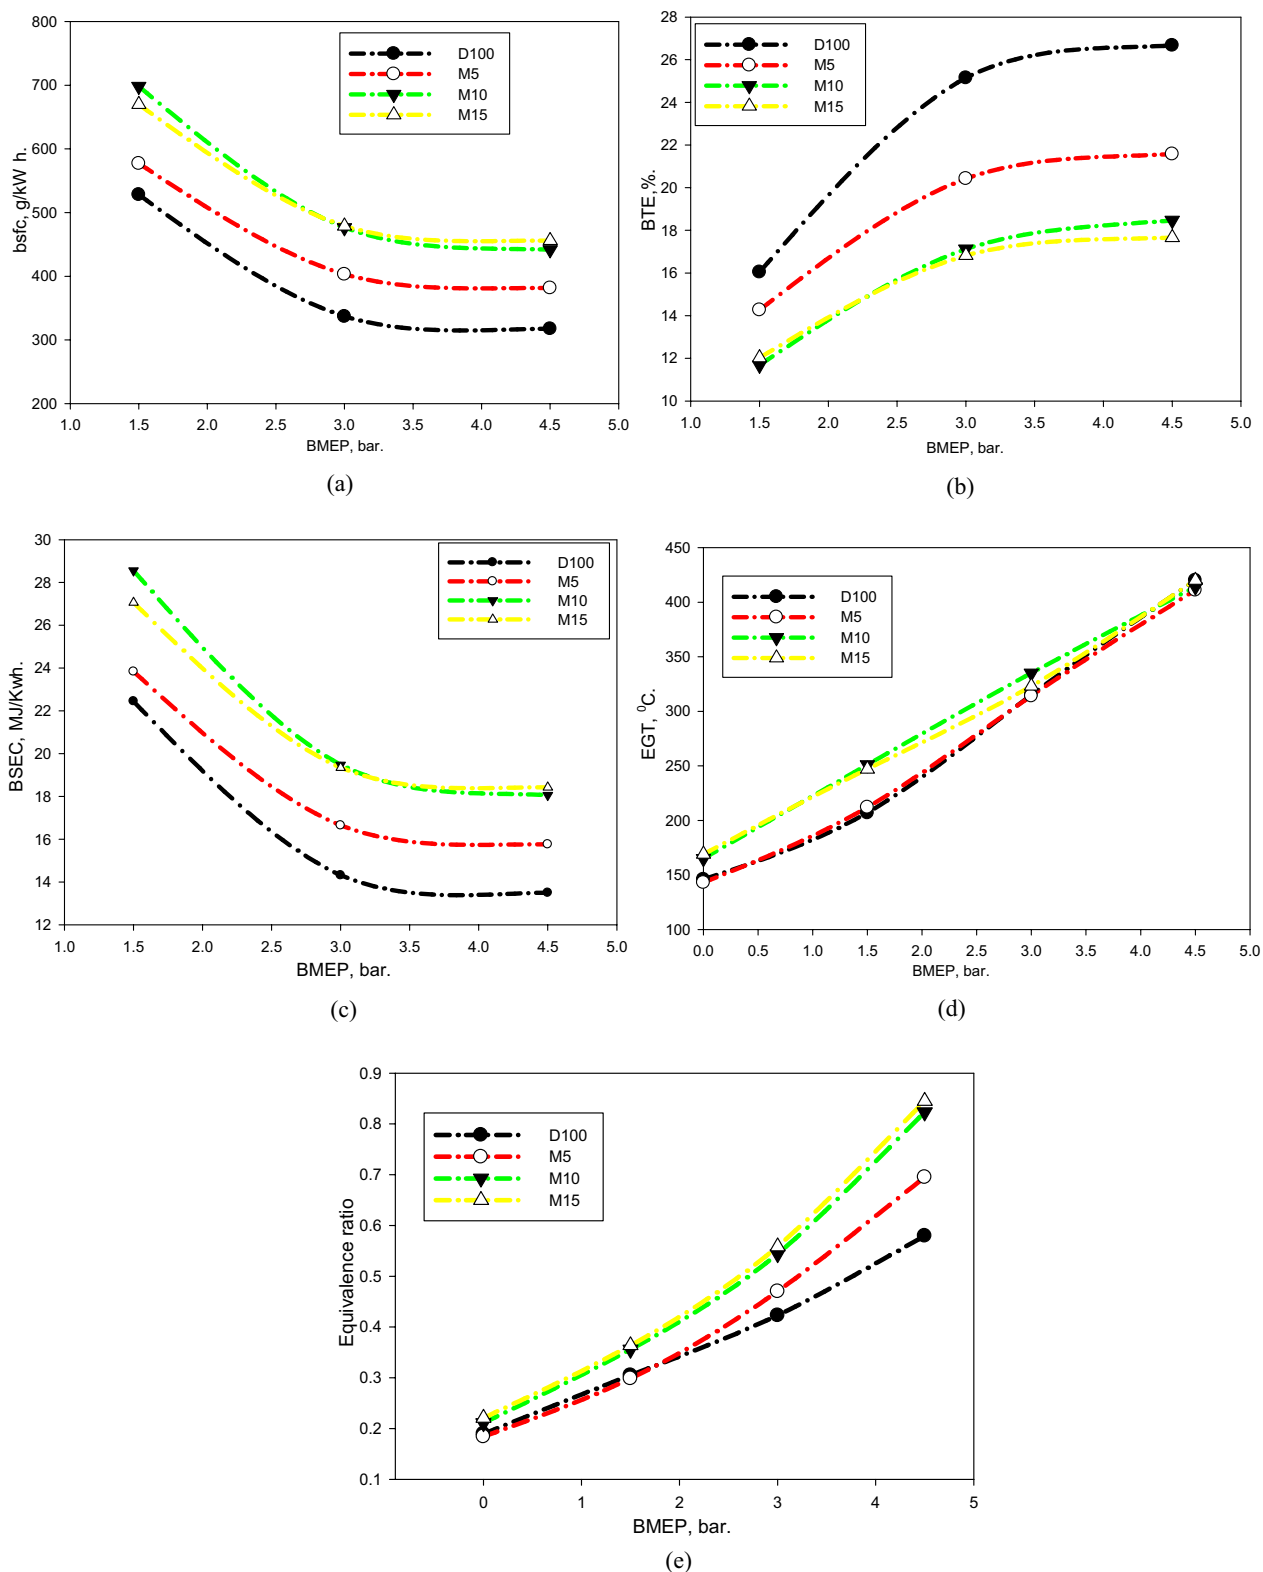 800
700
600
500
400
300
200
bsfc, g/kW h.
D100
M5
M10
M15
1.0 1.5 2.0 2.5 3.0 3.5 4.0 4.5 5.0
BMEP, bar.
(a)
28
26
24
22
20
18
16
14
12
10
BTE,%.
D100
M5
M10
M15
1.0 1.5 2.0 2.5 3.0 3.5 4.0 4.5 5.0
BMEP, bar.
(b)
30
28
26
24
22
20
18
16
14
12
BSEC, MJ/Kwh.
D100
M5
M10
M15
1.0 1.5 2.0 2.5 3.0 3.5 4.0 4.5 5.0
BMEP, bar.
(c)
450
400
350
300
250
200
150
100
EGT, ⁰C.
D100
M5
M10
M15
0.0 0.5 1.0 1.5 2.0 2.5 3.0 3.5 4.0 4.5 5.0
BMEP, bar.
(d)
0.9
0.8
0.7
0.6
0.5
0.4
0.3
0.2
0.1
Equivalence ratio
D100
M5
M10
M15
0 1 2 3 4 5
BMEP, bar.
(e)